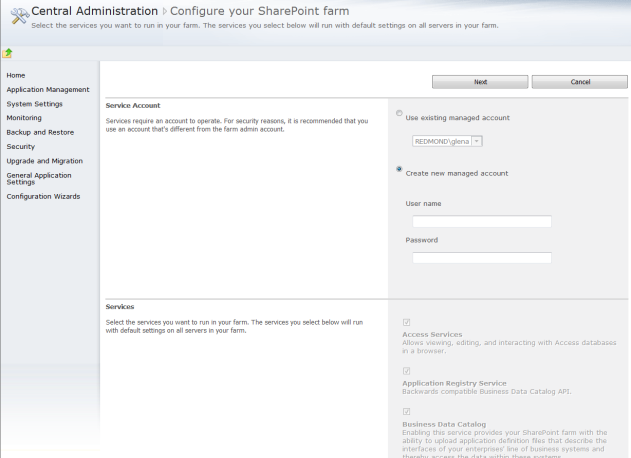 Central Administration ▷ Configure your SharePoint farm
Select the services you want to run in your farm. The services you select below will run with default settings on all servers in your farm.
Home
Application Management
System Settings
Monitoring
Backup and Restore
Security
Upgrade and Migration
General Application
Settings
Configuration Wizards
Next
Cancel
Service Account
Services require an account to operate. For security reasons, it is recommended that you
use an account that's different from the farm admin account.
Use existing managed account
REDMOND\glena
Create new managed account
User name
Password
Services
Select the services you want to run in your farm. The services you select below will run
with default settings on all servers in your farm.
Access Services
Allows viewing, editing, and interacting with Access databases
in a browser.
Application Registry Service
Backwards compatible Business Data Catalog API.
Business Data Catalog
Enabling this service provides your SharePoint farm with the
ability to upload application definition files that describe the
interfaces of your enterprises' line of business systems and
thereby access the data within these systems.